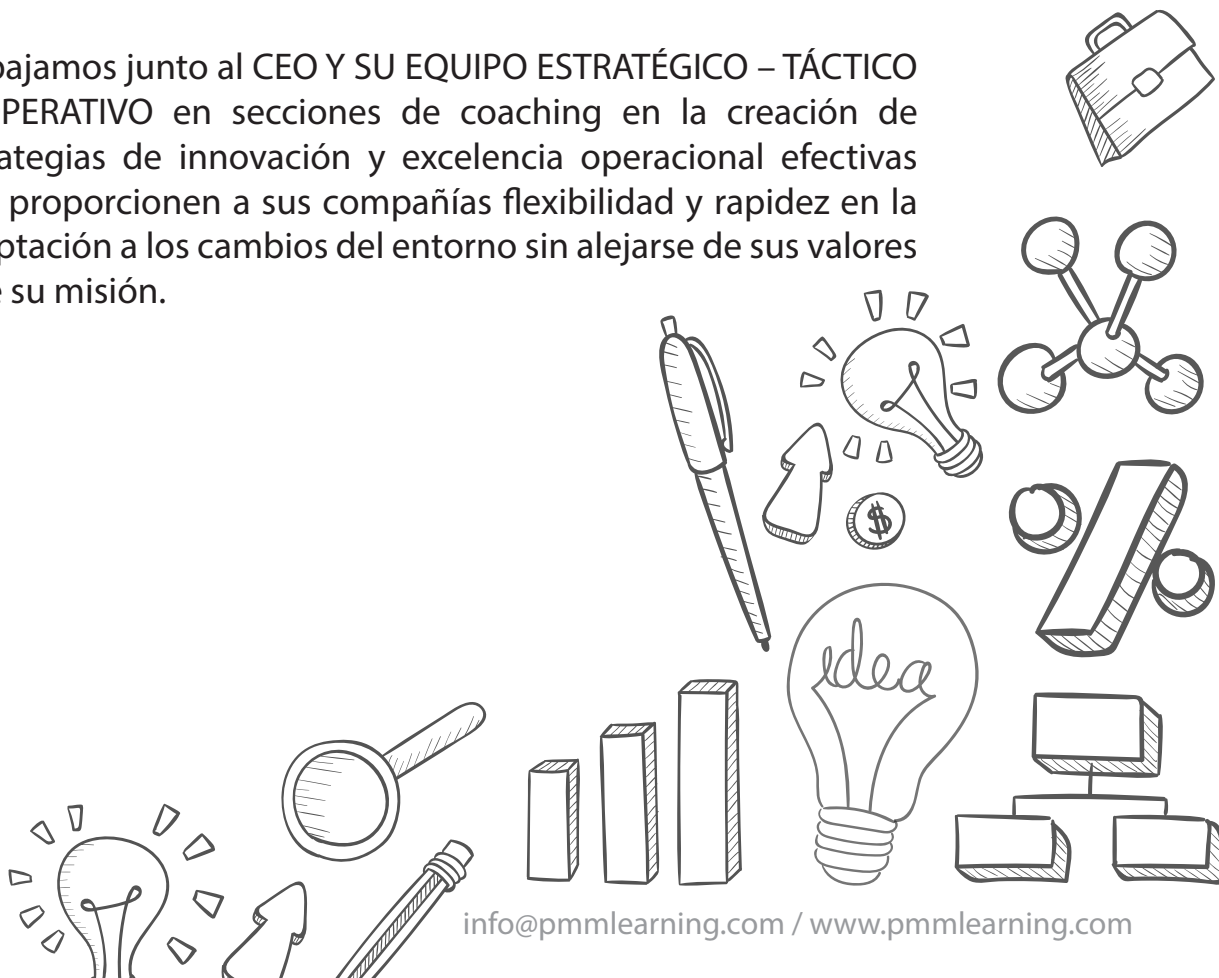 bajamos junto al CEO Y SU EQUIPO ESTRATÉGICO – TÁCTICO
PERATIVO en secciones de coaching en la creación de
ategias de innovación y excelencia operacional efectivas
proporcionen a sus compañías flexibilidad y rapidez en la
ptación a los cambios del entorno sin alejarse de sus valores
su misión.
$
idea
info@pmmlearning.com / www.pmmlearning.com